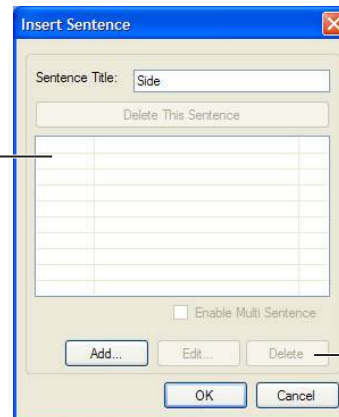 Insert Sentence
Sentence Title: Side
Delete This Sentence
Enable Multi Sentence
Add... Edit... Delete
OK Cancel